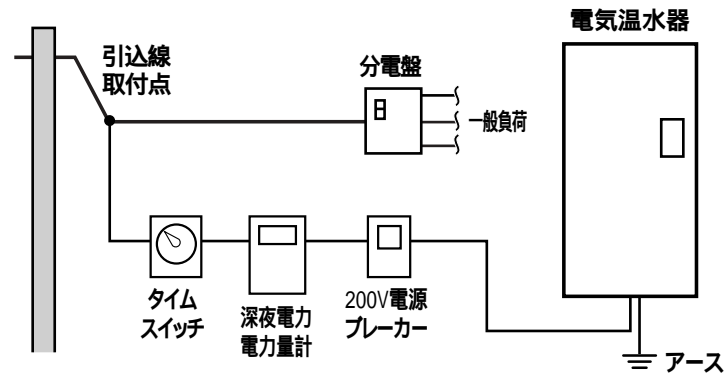 電気温水器
引込線
取付点
分電盤
一般負荷
タイム
スイッチ
深夜電力
電力量計
200V電源
ブレーカー
アース